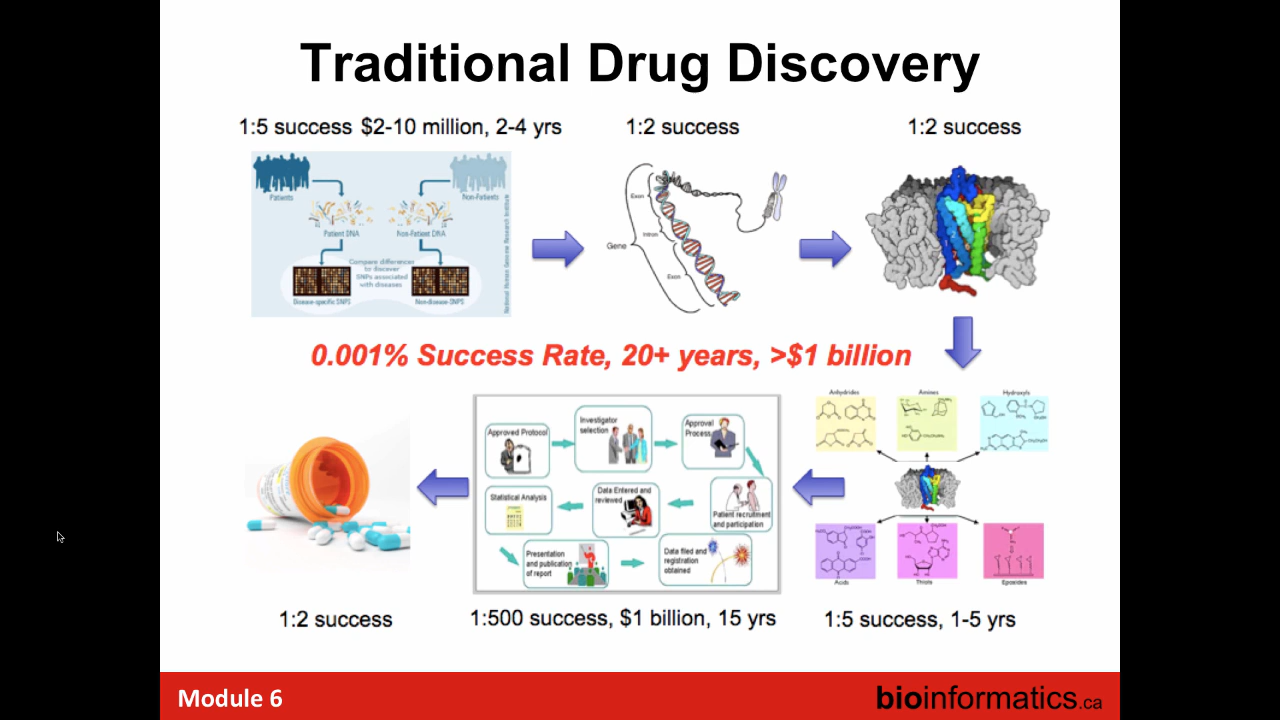 Traditional Drug Discovery
1:5 success $2-10 million, 2-4 yrs
1:2 success
1:2 success
Patients
Non-Patients
Patient DNA
Non-Patient DNA
Compare differences
to discover
SNPs associated
with diseases
Disease-specific SNPS
Non-disease-SNPS
National Human Genome Research Institute
Exon
Intron
Gene
Exon
0.001% Success Rate, 20+ years, >$1 billion
Approved Protocol
Investigator
selection
Approval
Process
Statistical Analysis
Data Entered and
reviewed
Patient recruitment
and participation
Presentation
and publication
of report
Data filed and
registration
obtained
Anhydrides
Amines
Hydroxyls
Acids
Thiols
Epoxides
1:2 success
1:500 success, $1 billion, 15 yrs
1:5 success, 1-5 yrs
Module 6
bioinformatics.ca